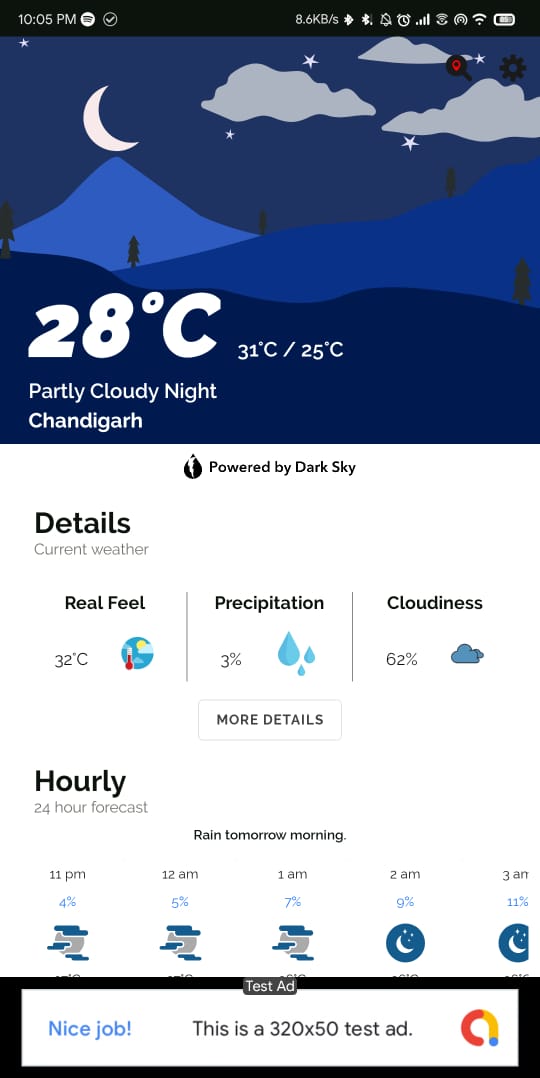 10:05 PM 8.6KB/s
28°C 31°C / 25°C
Partly Cloudy Night
Chandigarh
Powered by Dark Sky
Details
Current weather
Real Feel Precipitation Cloudiness
32°C 3% 62%
MORE DETAILS
Hourly
24 hour forecast
Rain tomorrow morning.
11 pm 12 am 1 am 2 am 3 am
4% 5% 7% 9% 11%
Test Ad
Nice job! This is a 320x50 test ad.